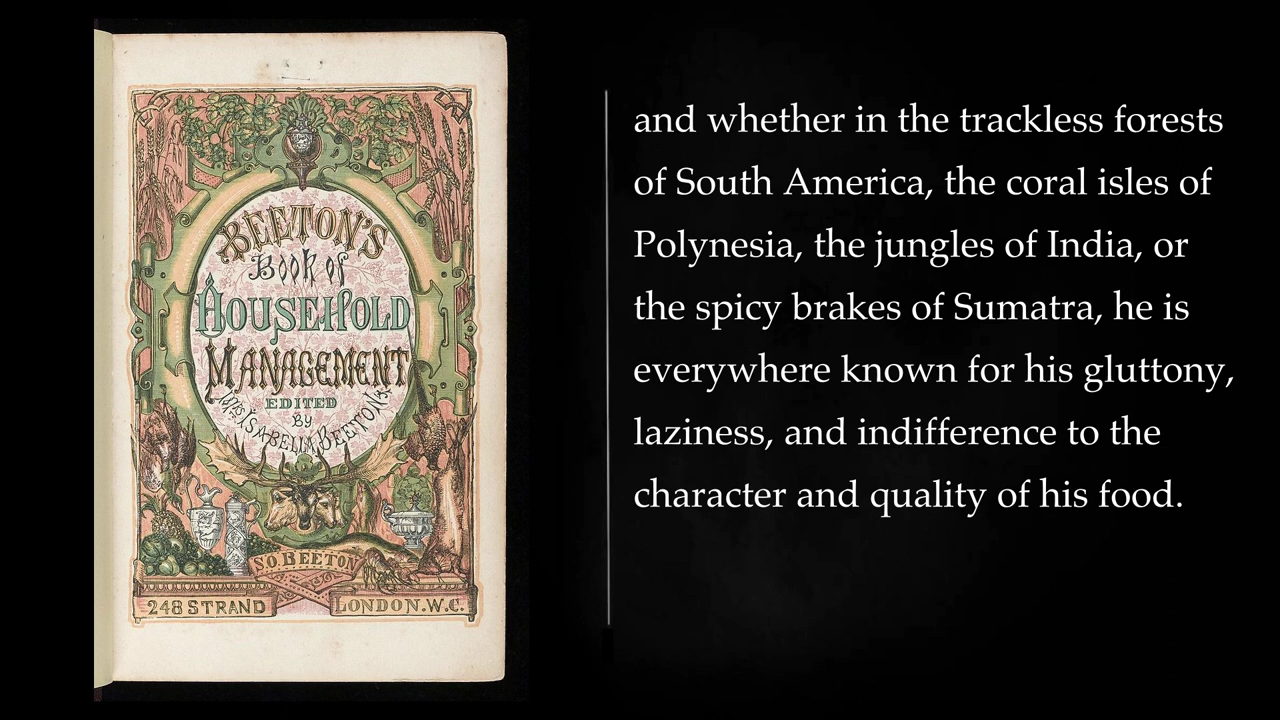 BEETON'S
Book of
HOUSEHOLD
MANAGEMENT
EDITED
BY
MRS ISABELLA BEETON
S.O. BEETON
248 STRAND
LONDON. W.C.
and whether in the trackless forests
of South America, the coral isles of
Polynesia, the jungles of India, or
the spicy brakes of Sumatra, he is
everywhere known for his gluttony,
laziness, and indifference to the
character and quality of his food.